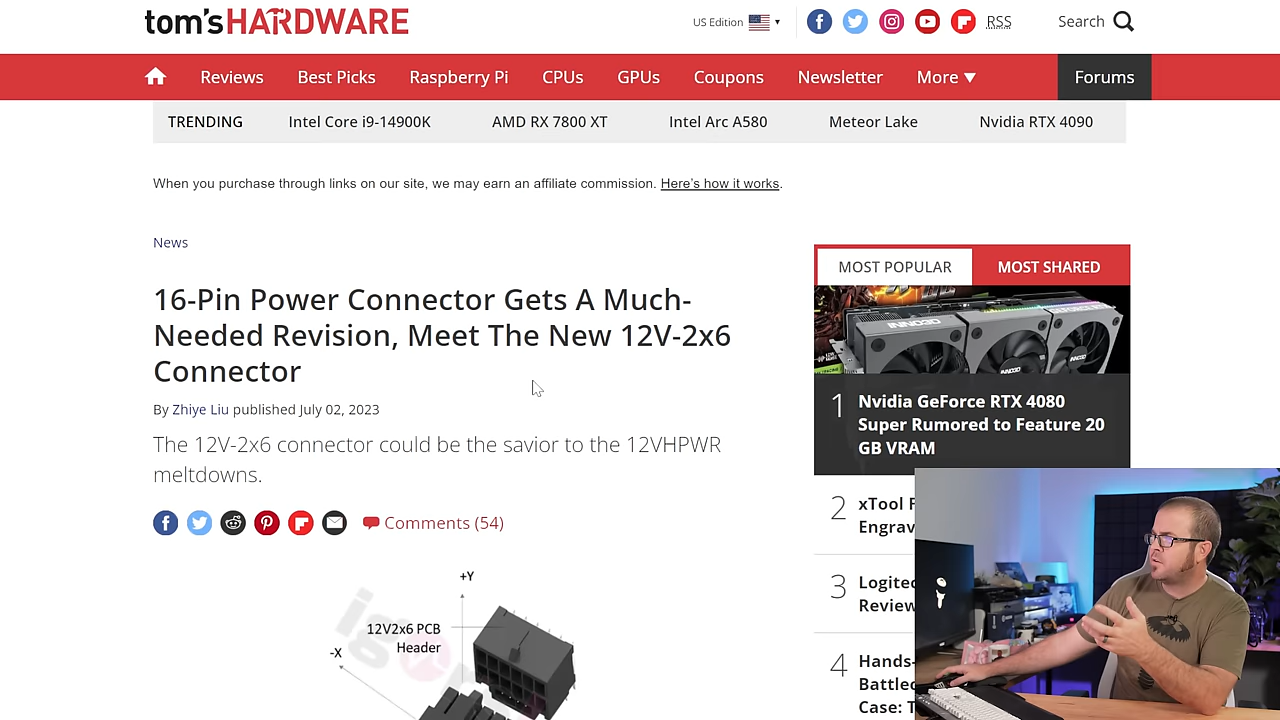 tom'sHARDWARE
US Edition
RSS
Search
Reviews
Best Picks
Raspberry Pi
CPUs
GPUs
Coupons
Newsletter
More
Forums
TRENDING
Intel Core i9-14900K
AMD RX 7800 XT
Intel Arc A580
Meteor Lake
Nvidia RTX 4090
When you purchase through links on our site, we may earn an affiliate commission. Here's how it works.
News
16-Pin Power Connector Gets A Much-
Needed Revision, Meet The New 12V-2x6
Connector
By Zhiye Liu published July 02, 2023
The 12V-2x6 connector could be the savior to the 12VHPWR
meltdowns.
Comments (54)
+Y
12V2x6 PCB
Header
-X
MOST POPULAR
MOST SHARED
INNO3D
1
Nvidia GeForce RTX 4080
Super Rumored to Feature 20
GB VRAM
2
xTool
Engrav
3
Logite
Review
4
Hands-
Battle
Case: